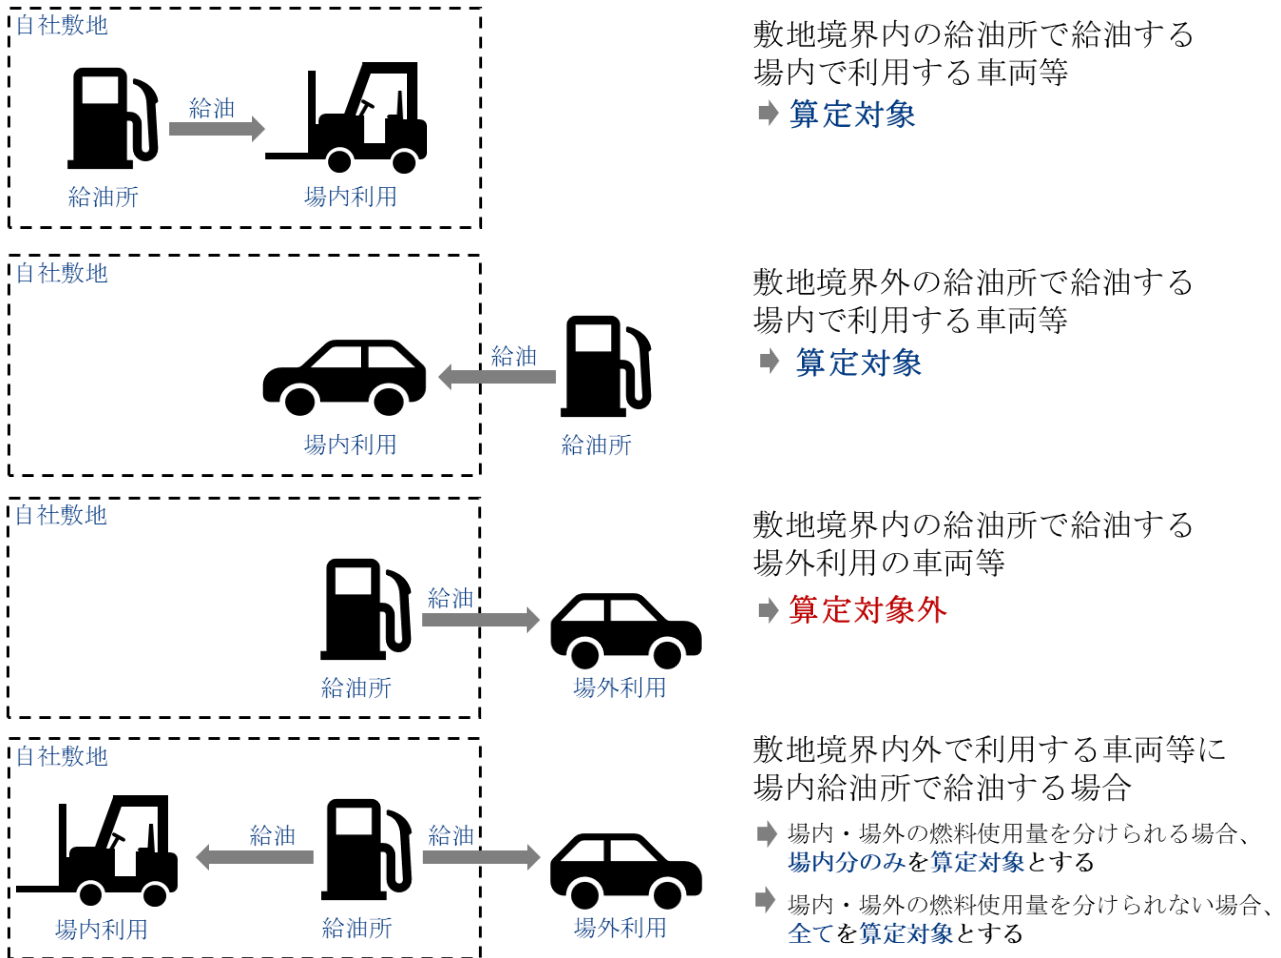 自社敷地
給油
給油所
場内利用
敷地境界内の給油所で給油する
場内で利用する車両等
算定対象
自社敷地
給油
場内利用
給油所
敷地境界外の給油所で給油する
場内で利用する車両等
算定対象
自社敷地
給油
給油所
場外利用
敷地境界内の給油所で給油する
場外利用の車両等
算定対象外
自社敷地
給油
給油
場内利用
給油所
場外利用
敷地境界内外で利用する車両等に
場内給油所で給油する場合
場内・場外の燃料使用量を分けられる場合、
場内分のみを算定対象とする
場内・場外の燃料使用量を分けられない場合、
全てを算定対象とする